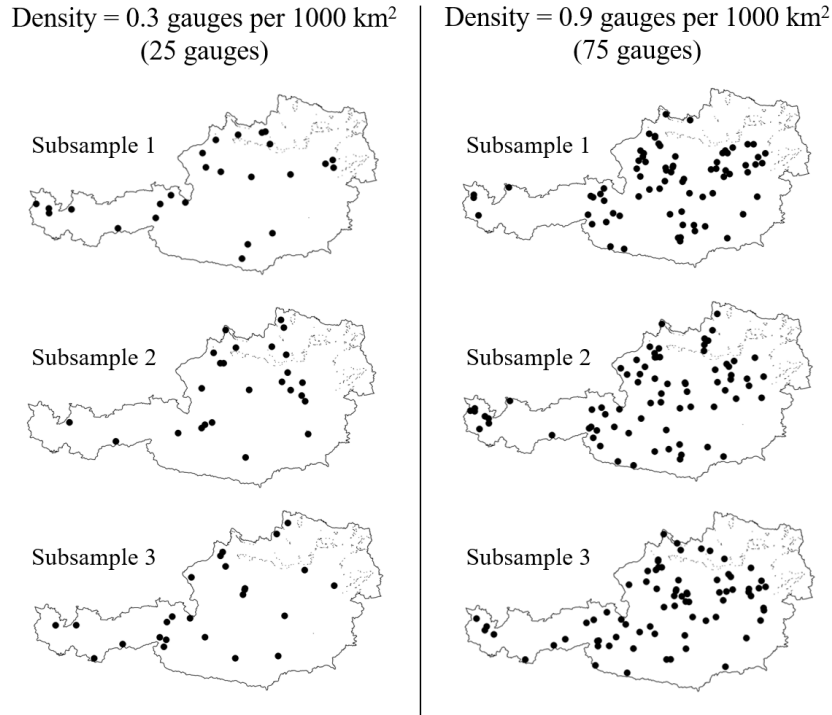 Density = 0.3 gauges per 1000 km²
(25 gauges)
Subsample 1
Subsample 2
Subsample 3
Density = 0.9 gauges per 1000 km²
(75 gauges)
Subsample 1
Subsample 2
Subsample 3